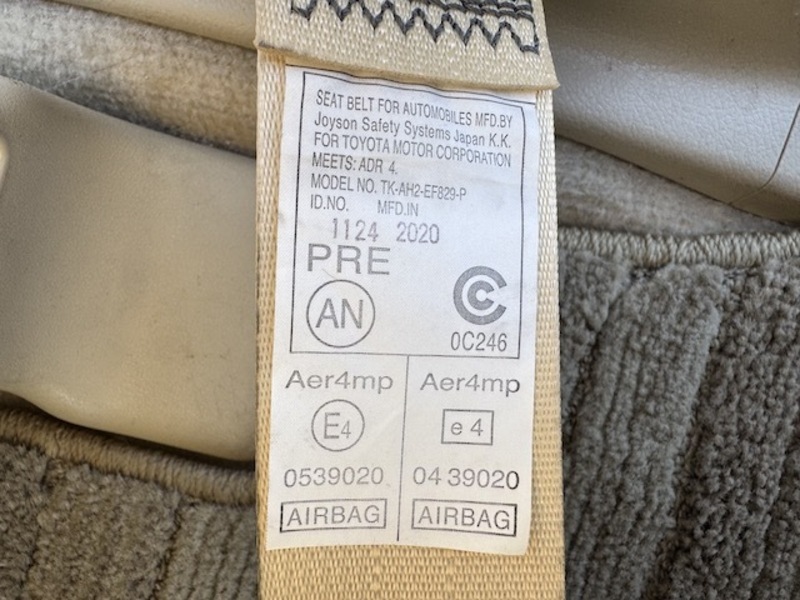 SEAT BELT FOR AUTOMOBILES MFD.BY
Joyson Safety Systems Japan K.K.
FOR TOYOTA MOTOR CORPORATION
MEETS: ADR 4.
MODEL NO. TK-AH2-EF829-P
ID.NO. MFD.IN
1124 2020
PRE
AN
0C246
Aer4mp
E4
0539020
AIRBAG
Aer4mp
e 4
04 39020
AIRBAG